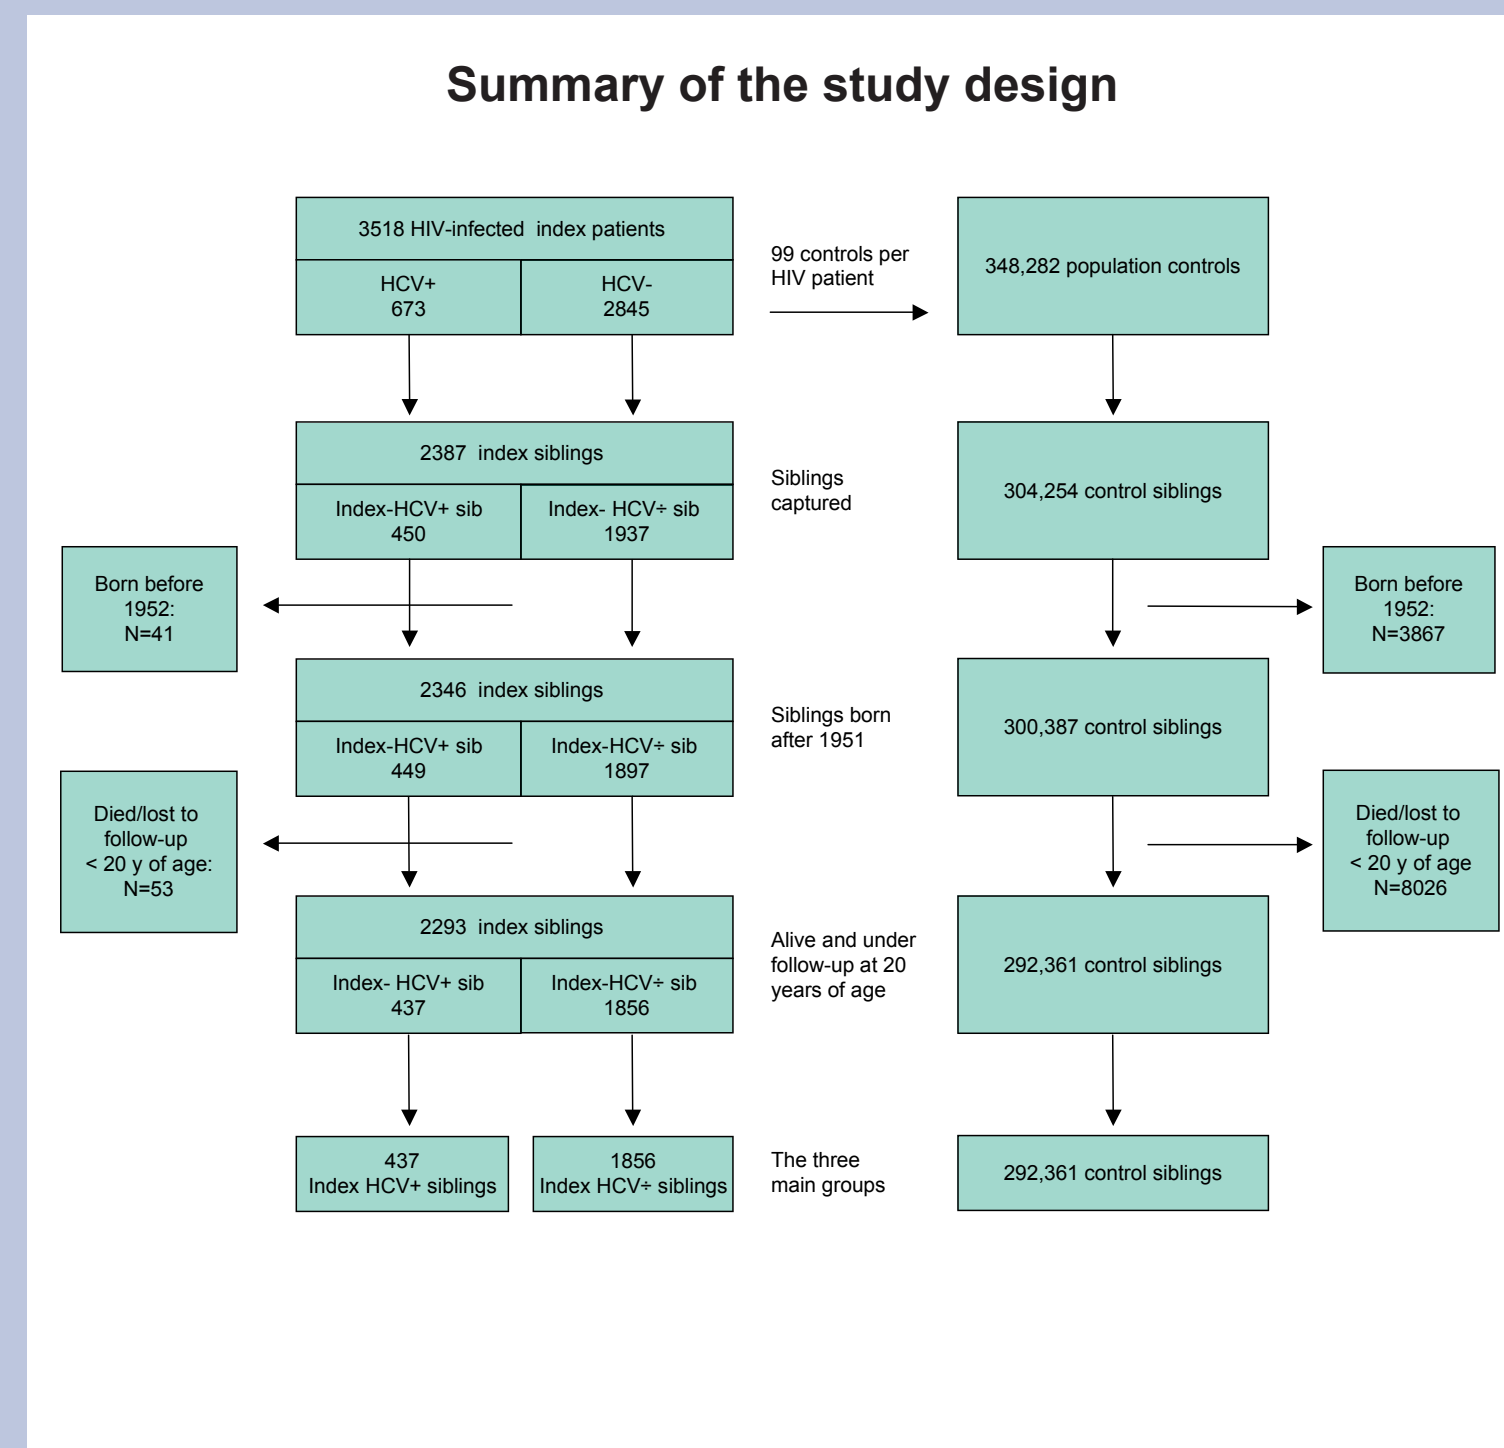 Summary of the study design
3518 HIV-infected index patients
HCV+
673
HCV-
2845
99 controls per
HIV patient
348,282 population controls
2387 index siblings
Index-HCV+ sib
450
Index- HCV÷ sib
1937
Siblings
captured
304,254 control siblings
Born before
1952:
N=41
Born before
1952:
N=3867
2346 index siblings
Index-HCV+ sib
449
Index-HCV÷ sib
1897
Siblings born
after 1951
300,387 control siblings
Died/lost to
follow-up
< 20 y of age:
N=53
Died/lost to
follow-up
< 20 y of age
N=8026
2293 index siblings
Index- HCV+ sib
437
Index-HCV÷ sib
1856
Alive and under
follow-up at 20
years of age
292,361 control siblings
437
Index HCV+ siblings
1856
Index HCV÷ siblings
The three
main groups
292,361 control siblings